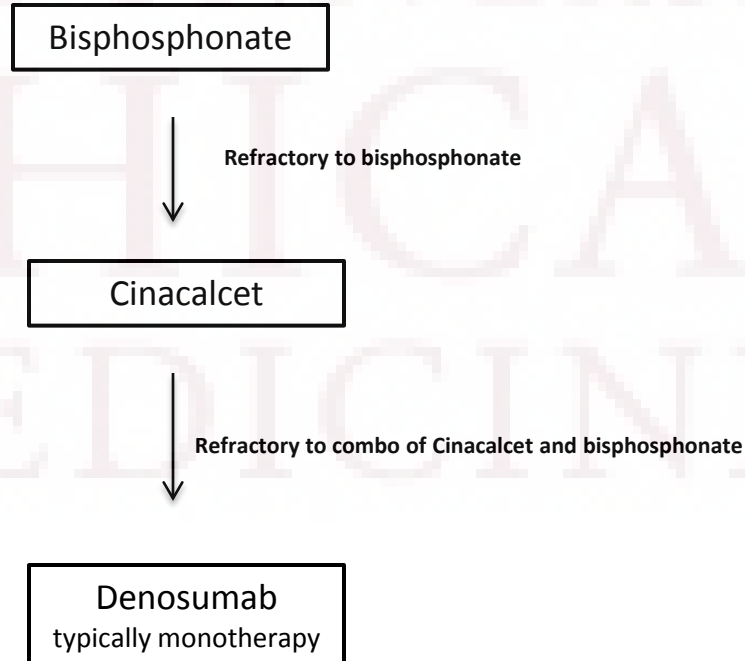 Bisphosphonate
Refractory to bisphosphonate
Cinacalcet
Refractory to combo of Cinacalcet and bisphosphonate
Denosumab
typically monotherapy